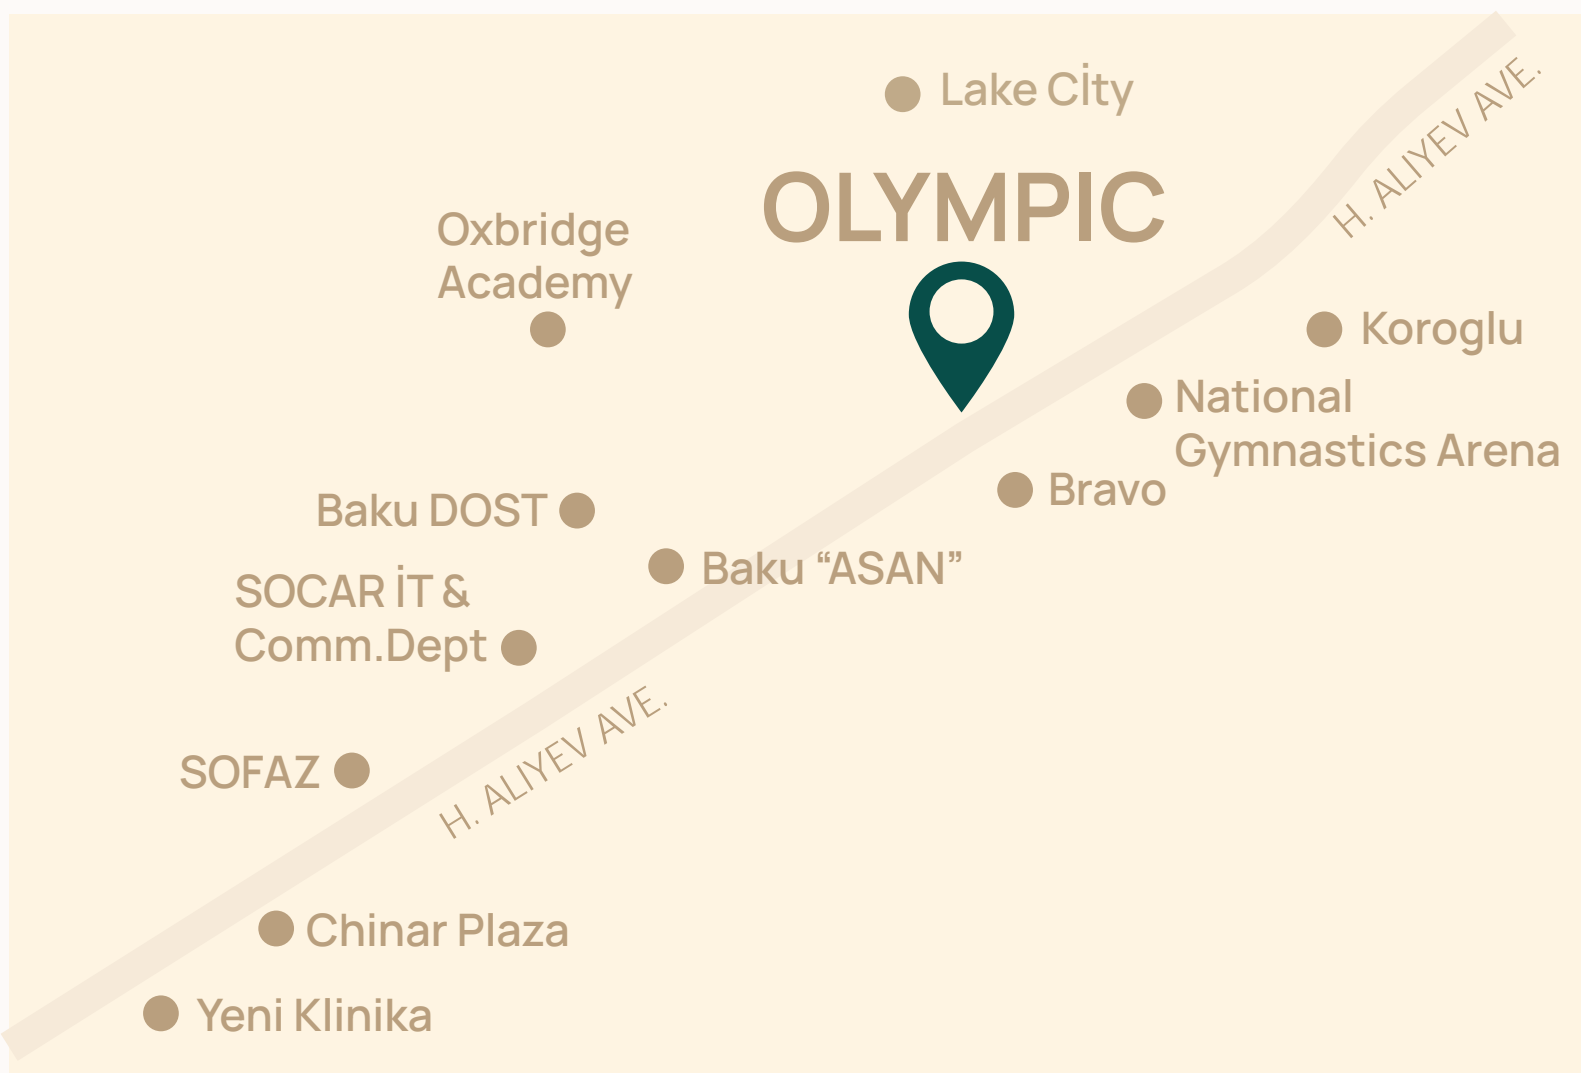 Lake Cİty
H. ALIYEV AVE.
OLYMPIC
Oxbridge
Academy
Koroglu
National
Gymnastics Arena
Bravo
Baku DOST
Baku “ASAN”
SOCAR İT &
Comm.Dept
H. ALIYEV AVE.
SOFAZ
Chinar Plaza
Yeni Klinika